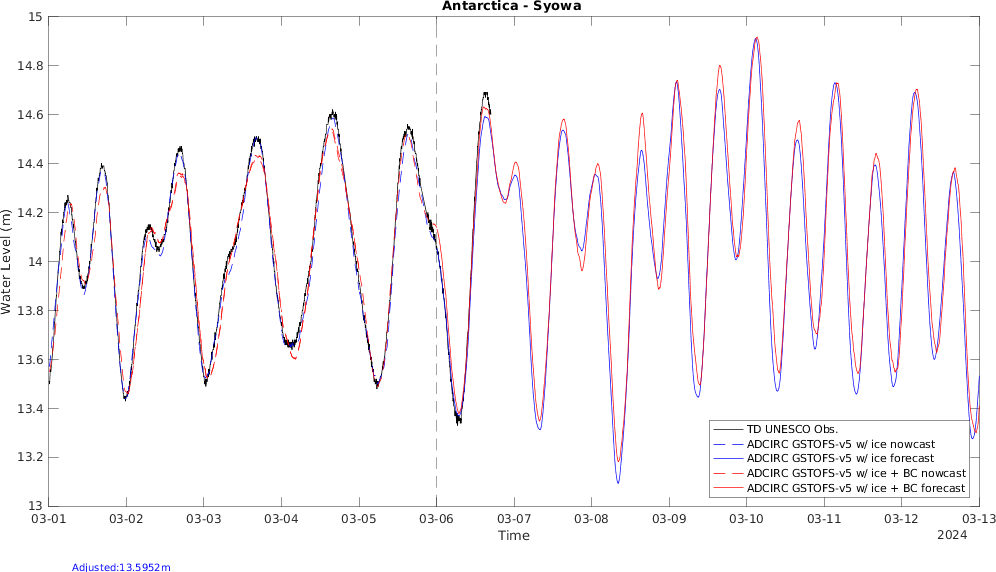 Antarctica - Syowa
15
14.8
14.6
14.4
14.2
14
13.8
13.6
13.4
13.2
13
Water Level (m)
TD UNESCO Obs.
ADCIRC GSTOFS-v5 w/ ice nowcast
ADCIRC GSTOFS-v5 w/ ice forecast
ADCIRC GSTOFS-v5 w/ ice + BC nowcast
ADCIRC GSTOFS-v5 w/ ice + BC forecast
03-01 03-02 03-03 03-04 03-05 03-06 03-07 03-08 03-09 03-10 03-11 03-12 03-13
Time
2024
Adjusted:13.5952m